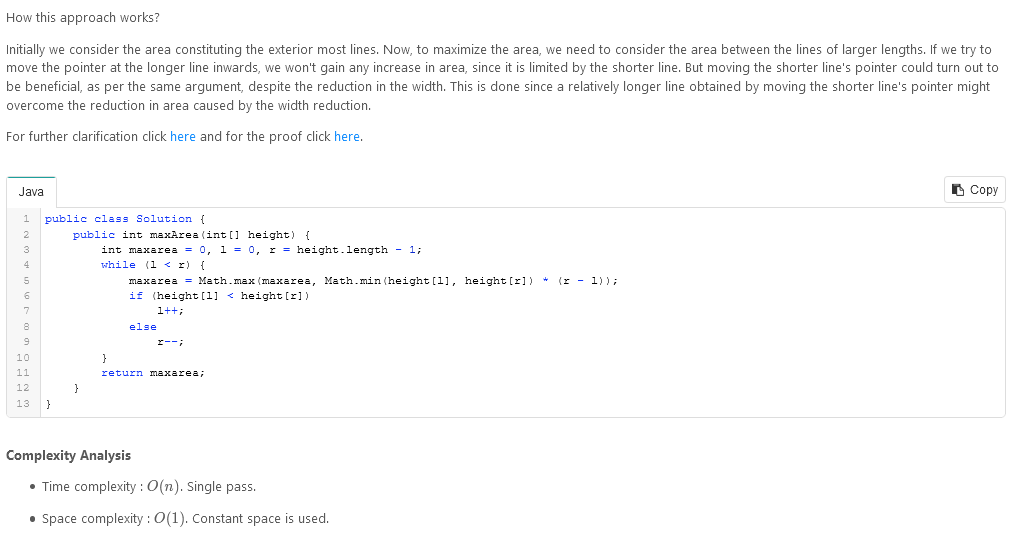 How this approach works?
Initially we consider the area constituting the exterior most lines. Now, to maximize the area, we need to consider the area between the lines of larger lengths. If we try to
move the pointer at the longer line inwards, we won't gain any increase in area, since it is limited by the shorter line. But moving the shorter line's pointer could turn out to
be beneficial, as per the same argument, despite the reduction in the width. This is done since a relatively longer line obtained by moving the shorter line's pointer might
overcome the reduction in area caused by the width reduction.
For further clarification click here and for the proof click here.
Java
Copy
1 public class Solution {
2     public int maxArea(int[] height) {
3         int maxarea = 0, l = 0, r = height.length - 1;
4         while (l < r) {
5             maxarea = Math.max(maxarea, Math.min(height[l], height[r]) * (r - l));
6             if (height[l] < height[r])
7                 l++;
8             else
9                 r--;
10         }
11         return maxarea;
12     }
13 }
Complexity Analysis
• Time complexity : O(n). Single pass.
• Space complexity : O(1). Constant space is used.